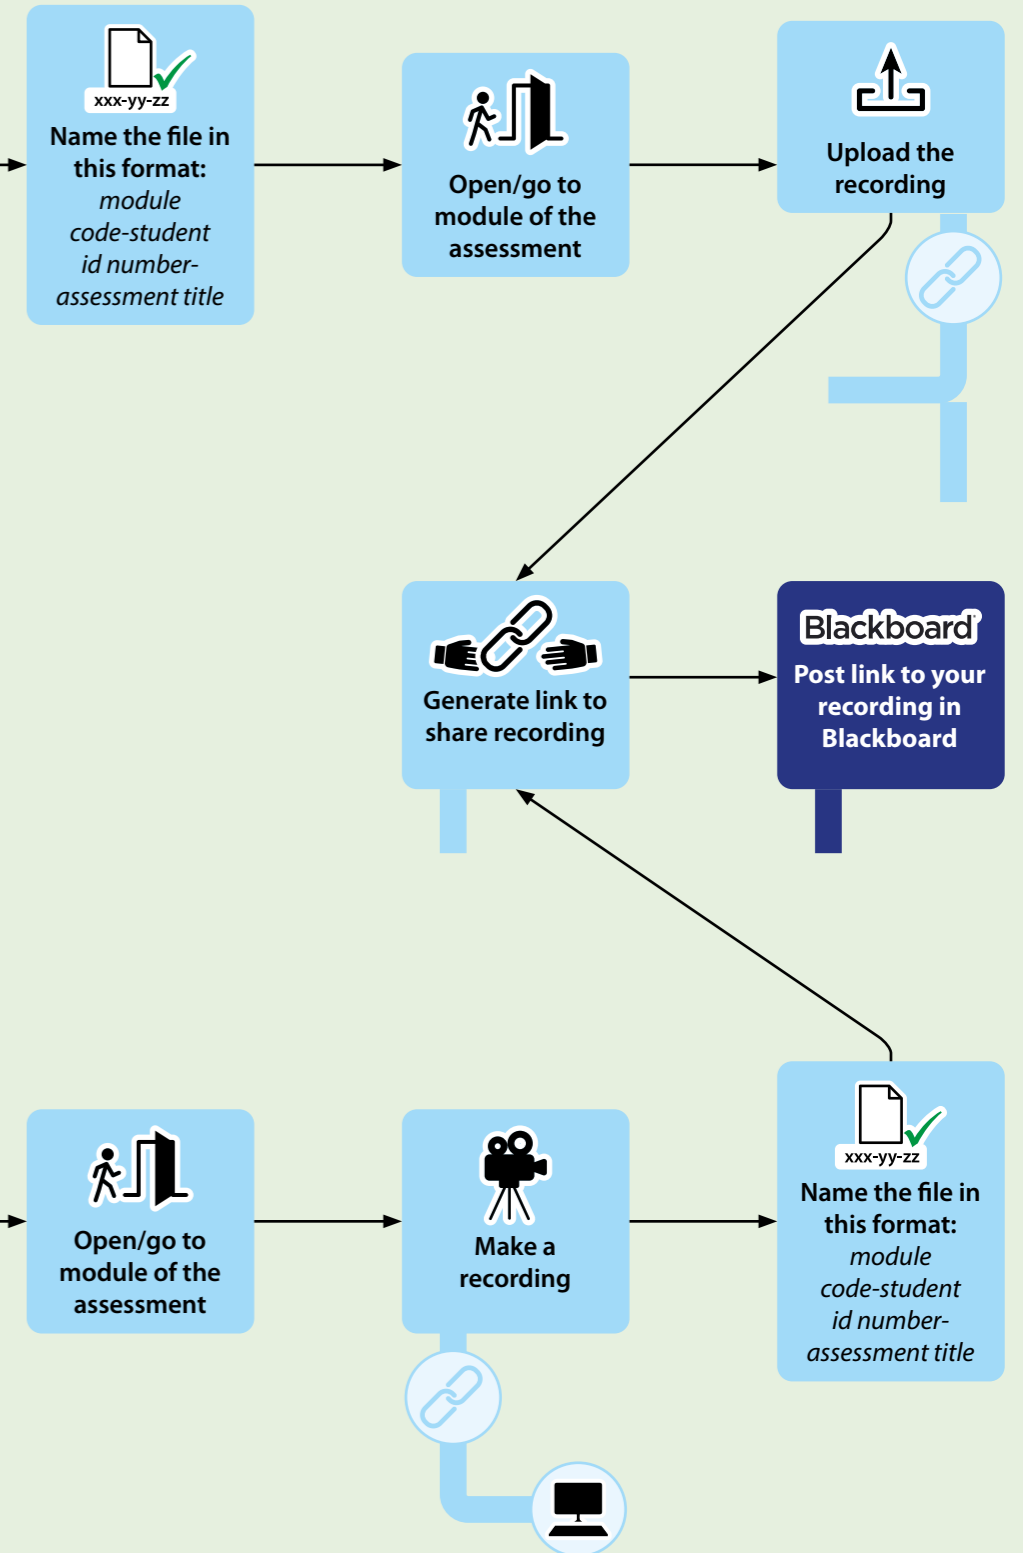 xxx-yy-zz
Name the file in
this format:
module
code-student
id number-
assessment title
Open/go to
module of the
assessment
Upload the
recording
Generate link to
share recording
Blackboard
Post link to your
recording in
Blackboard
Open/go to
module of the
assessment
Make a
recording
xxx-yy-zz
Name the file in
this format:
module
code-student
id number-
assessment title